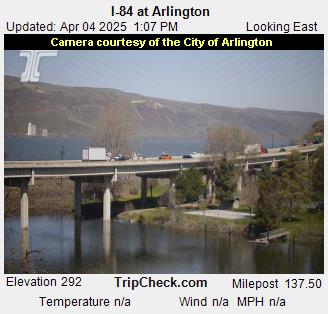 I-84 at Arlington
Updated: Apr 04 2025 1:07 PM Looking East
Camera courtesy of the City of Arlington
Elevation 292 TripCheck.com Milepost 137.50
Temperature n/a Wind n/a MPH n/a